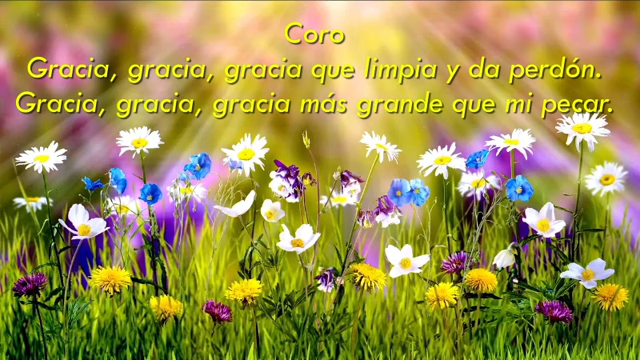 Coro
Gracia, gracia, gracia que limpia y da perdón.
Gracia, gracia, gracia más grande que mi pecar.